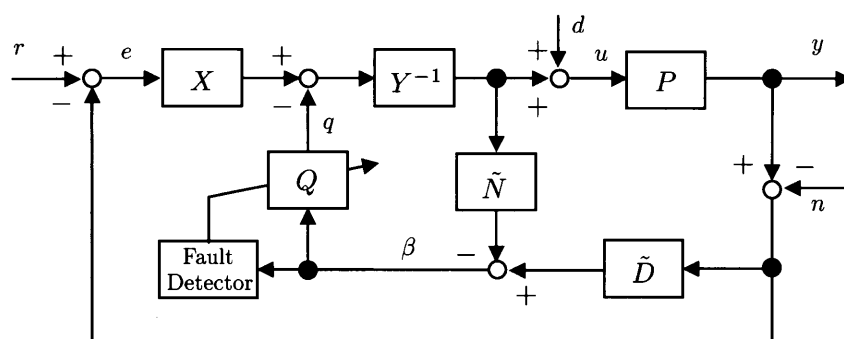 d
r + e + + u y
− X − Y⁻¹ + P
q
+ −
Q Ñ n
β −
Fault
Detector
+ D̃